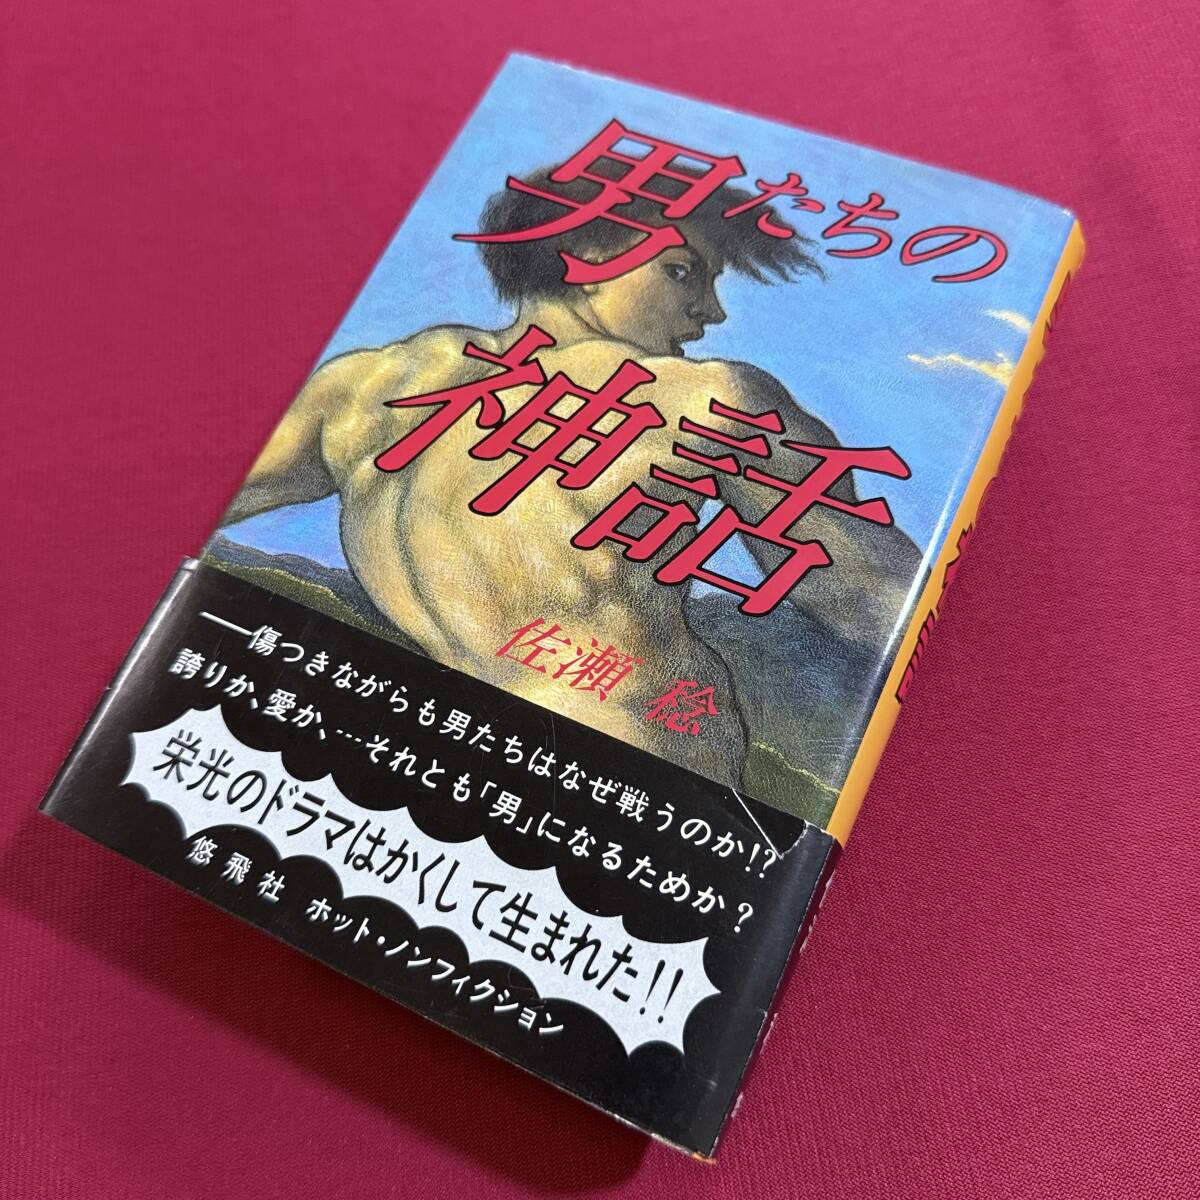 男たちの
神話
佐瀬 稔
──傷つきながらも男たちはなぜ戦うのか!?
誇りか、愛か、…それとも「男」になるためか?
栄光のドラマはかくして生まれた!!
悠飛社 ホット・ノンフィクション